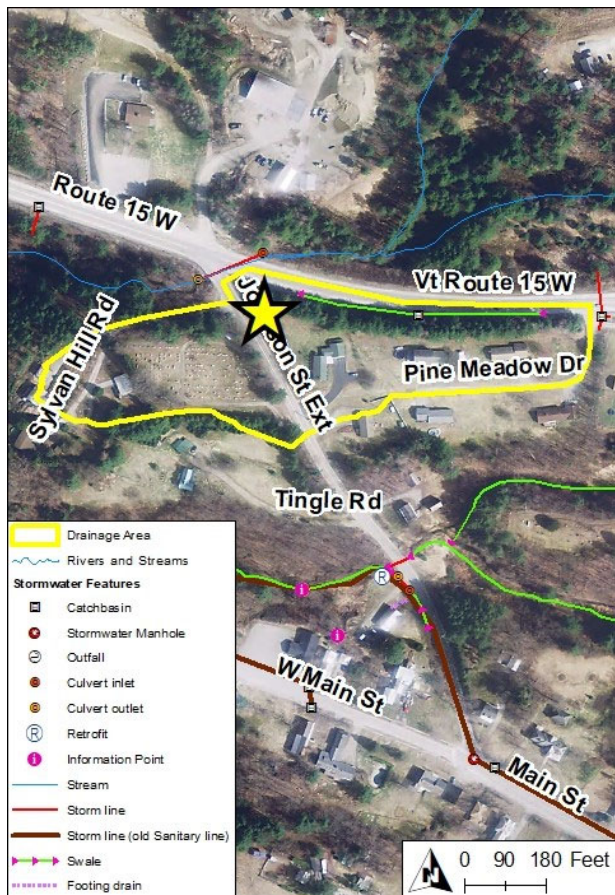 Route 15 W
Vt Route 15 W
St Ext
Sylvan Hill Rd
Pine Meadow Dr
Tingle Rd
R
i
i
W Main St
Main St
Drainage Area
Rivers and Streams
Stormwater Features
Catchbasin
Stormwater Manhole
Outfall
Culvert inlet
Culvert outlet
R Retrofit
i Information Point
Stream
Storm line
Storm line (old Sanitary line)
Swale
Footing drain
N
0 90 180 Feet